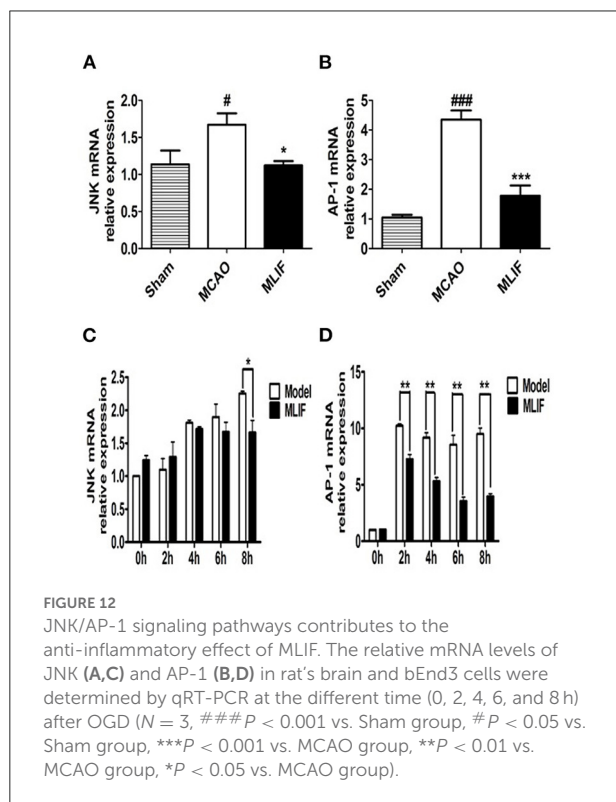 A
B
#
*
JNK mRNA
relative expression
2.0
1.5
1.0
0.5
0.0
Sham
MCAO
MLIF
###
***
AP-1 mRNA
relative expression
5
4
3
2
1
0
Sham
MCAO
MLIF
C
D
*
Model
MLIF
JNK mRNA
relative expression
2.5
2.0
1.5
1.0
0.5
0.0
0h
2h
4h
6h
8h
**
**
**
**
Model
MLIF
AP-1 mRNA
relative expression
15
10
5
0
0h
2h
4h
6h
8h
FIGURE 12
JNK/AP-1 signaling pathways contributes to the
anti-inflammatory effect of MLIF. The relative mRNA levels of
JNK (A,C) and AP-1 (B,D) in rat's brain and bEnd3 cells were
determined by qRT-PCR at the different time (0, 2, 4, 6, and 8 h)
after OGD (N = 3, ###P < 0.001 vs. Sham group, #P < 0.05 vs.
Sham group, ***P < 0.001 vs. MCAO group, **P < 0.01 vs.
MCAO group, *P < 0.05 vs. MCAO group).